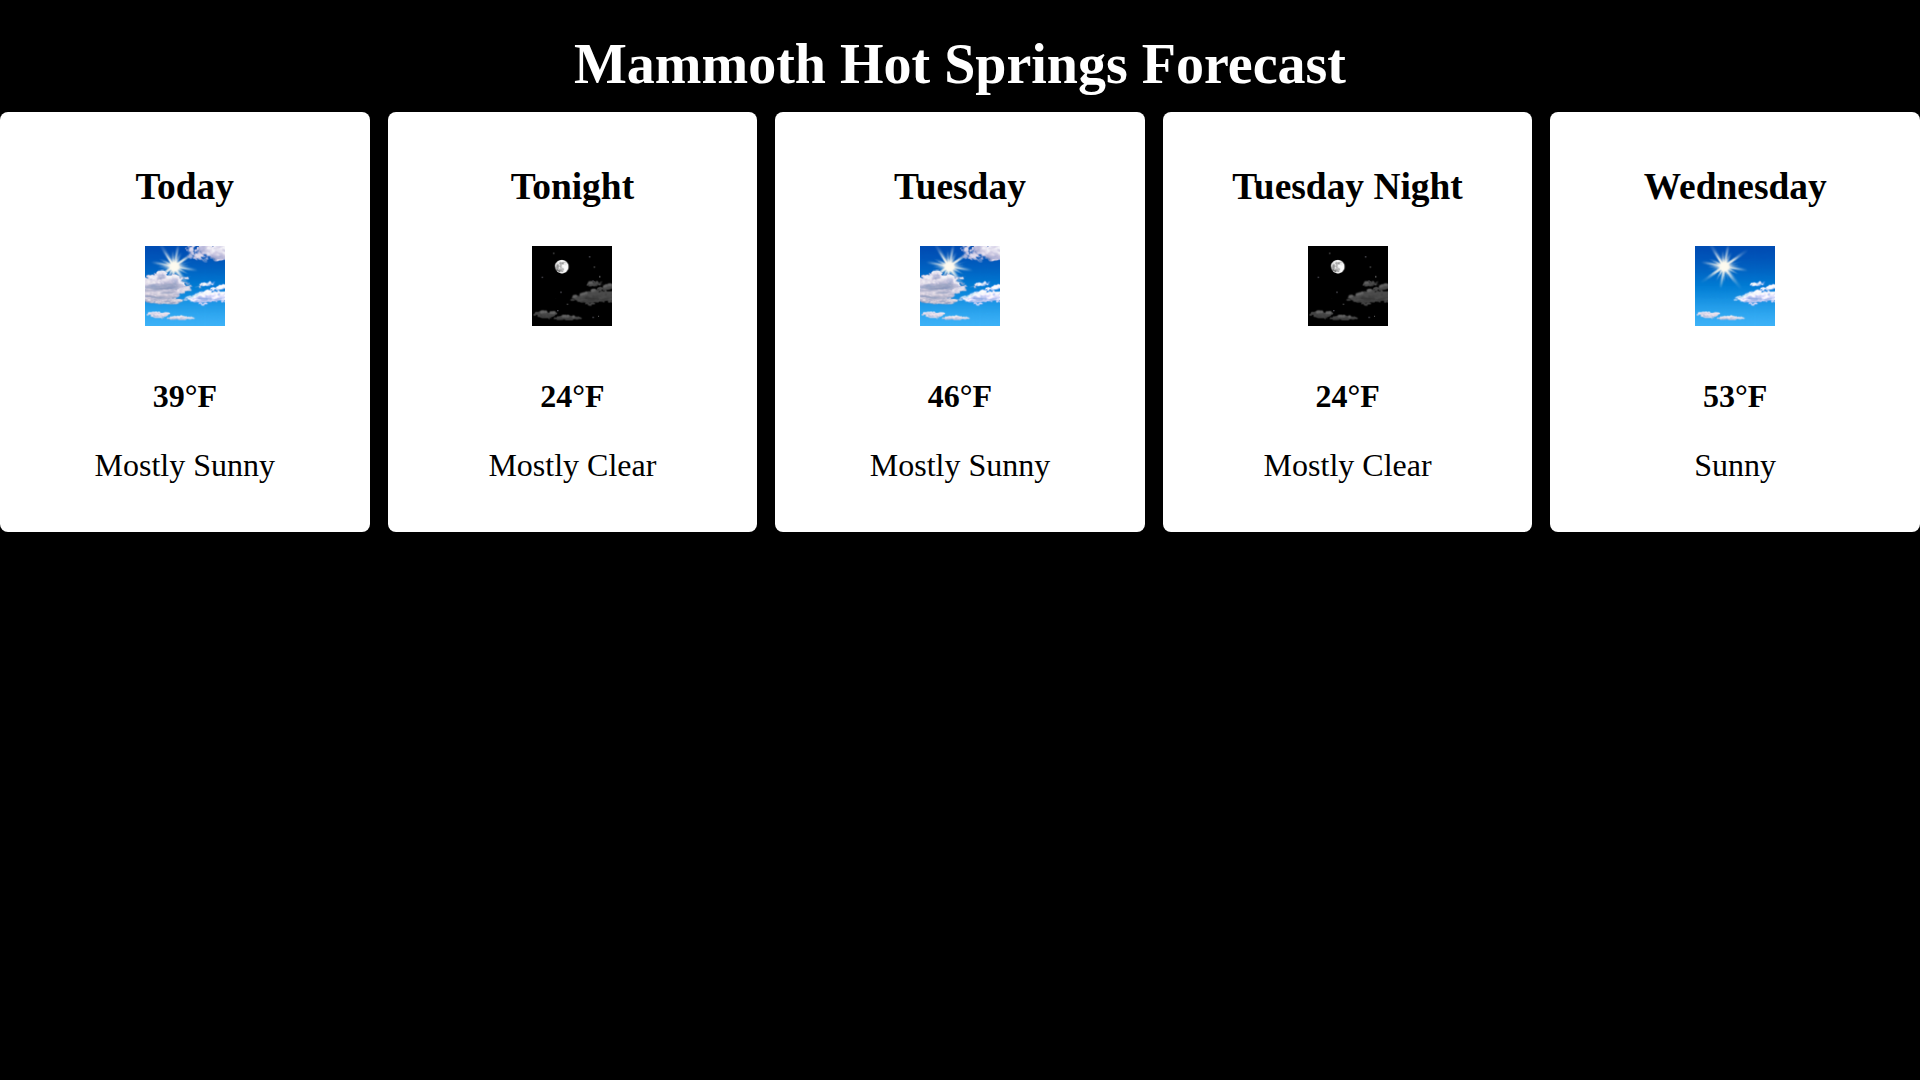 Mammoth Hot Springs Forecast
Today
39°F
Mostly Sunny
Tonight
24°F
Mostly Clear
Tuesday
46°F
Mostly Sunny
Tuesday Night
24°F
Mostly Clear
Wednesday
53°F
Sunny